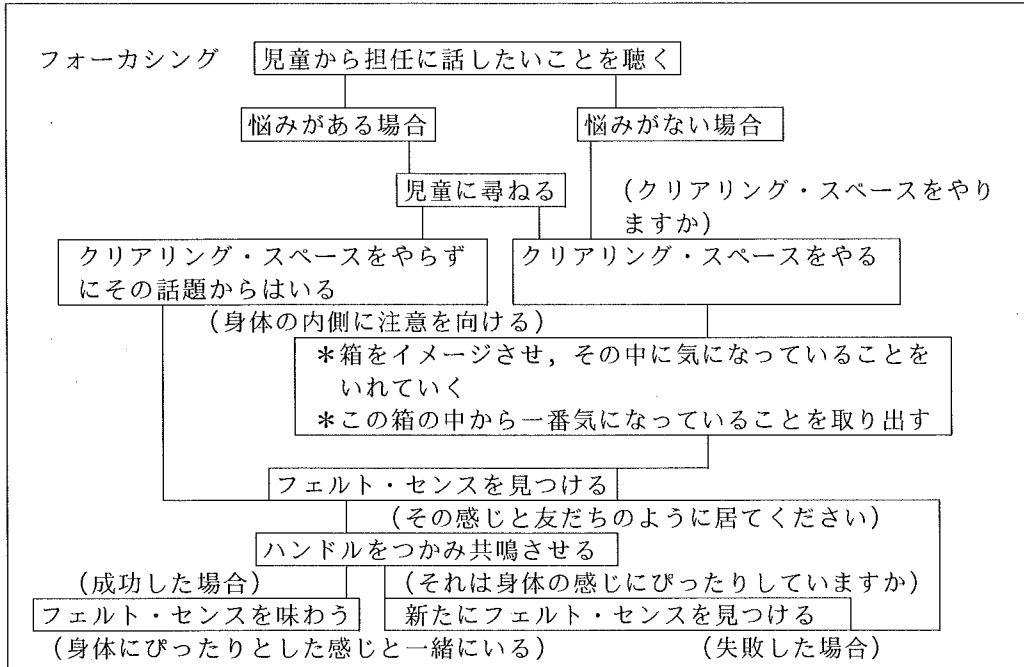 フォーカシング 児童から担任に話したいことを聴く
悩みがある場合 悩みがない場合
児童に尋ねる (クリアリング・スペースをやり
ますか)
クリアリング・スペースをやらず クリアリング・スペースをやる
にその話題からはいる
(身体の内側に注意を向ける)
*箱をイメージさせ,その中に気になっていることを
いれていく
*この箱の中から一番気になっていることを取り出す
フェルト・センスを見つける
(その感じと友だちのように居てください)
ハンドルをつかみ共鳴させる
(成功した場合) (それは身体の感じにぴったりしていますか)
フェルト・センスを味わう 新たにフェルト・センスを見つける
(身体にぴったりとした感じと一緒にいる) (失敗した場合)